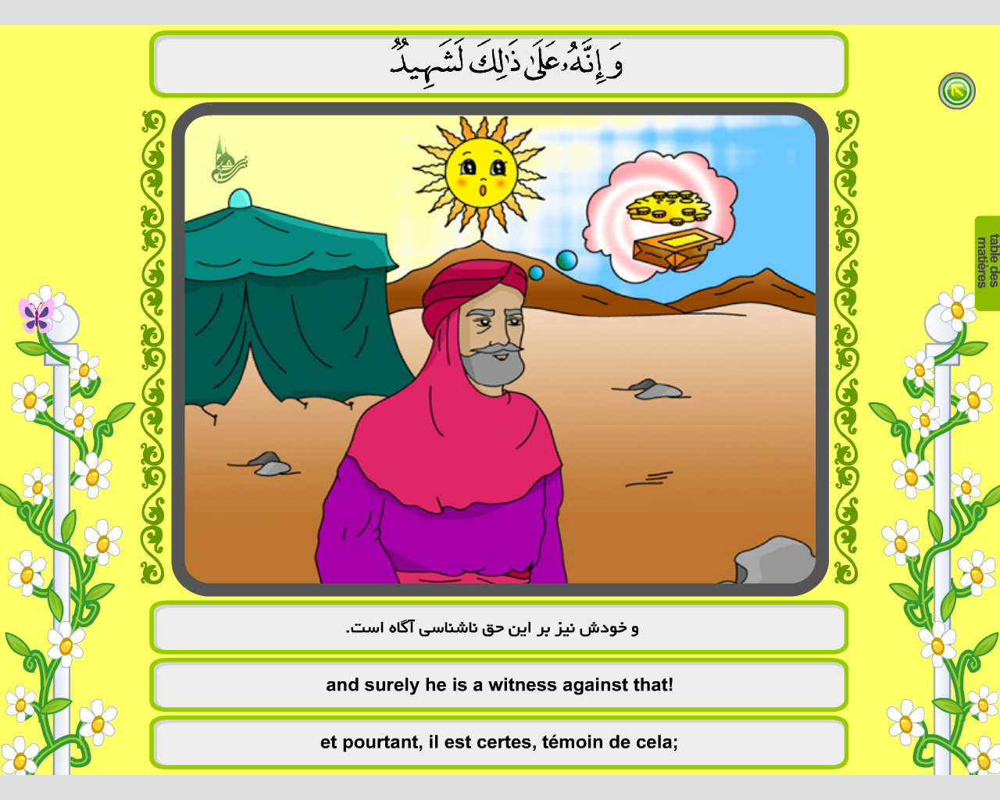 وَإِنَّهُۥ عَلَىٰ ذَٰلِكَ لَشَهِيدٌ
table des
matières
و خودش نیز بر این حق ناشناسی آگاه است.
and surely he is a witness against that!
et pourtant, il est certes, témoin de cela;